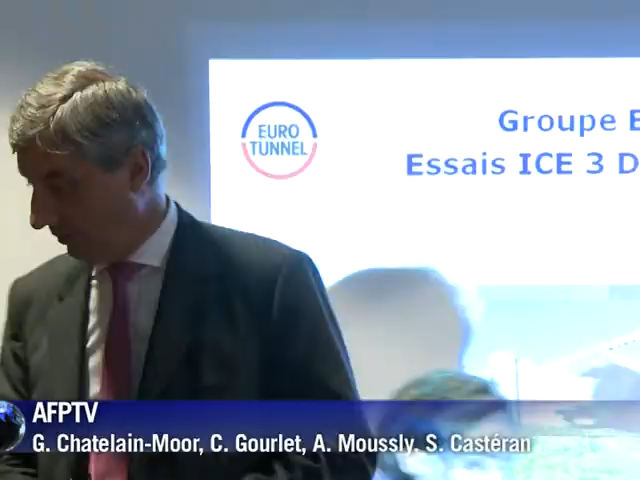 EURO
TUNNEL
Groupe E
Essais ICE 3 D
AFPTV
G. Chatelain-Moor, C. Gourlet, A. Moussly, S. Castéran